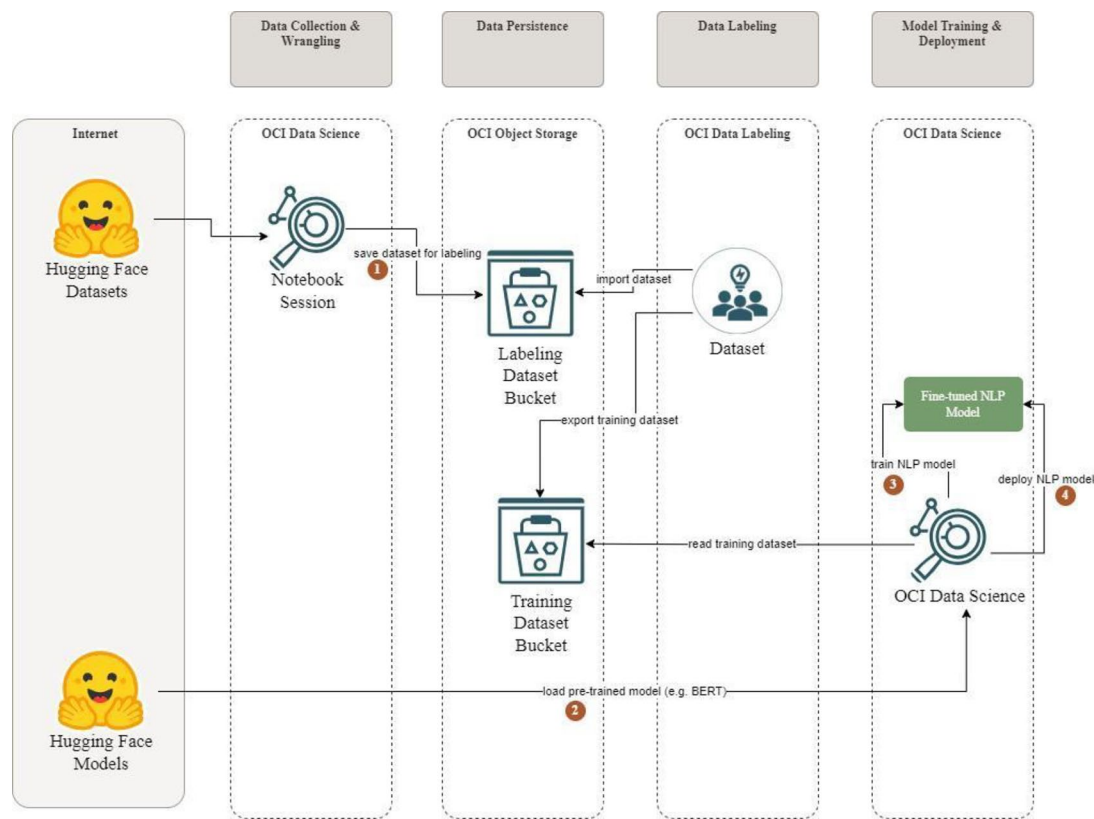 Data Collection &
Wrangling
Data Persistence
Data Labeling
Model Training &
Deployment
Internet
OCI Data Science
OCI Object Storage
OCI Data Labeling
OCI Data Science
Hugging Face
Datasets
Notebook
Session
save dataset for labeling
1
Labeling
Dataset
Bucket
import dataset
Dataset
export training dataset
Fine-tuned NLP
Model
train NLP model
3
deploy NLP model
4
read training dataset
Training
Dataset
Bucket
OCI Data Science
load pre-trained model (e.g. BERT)
2
Hugging Face
Models